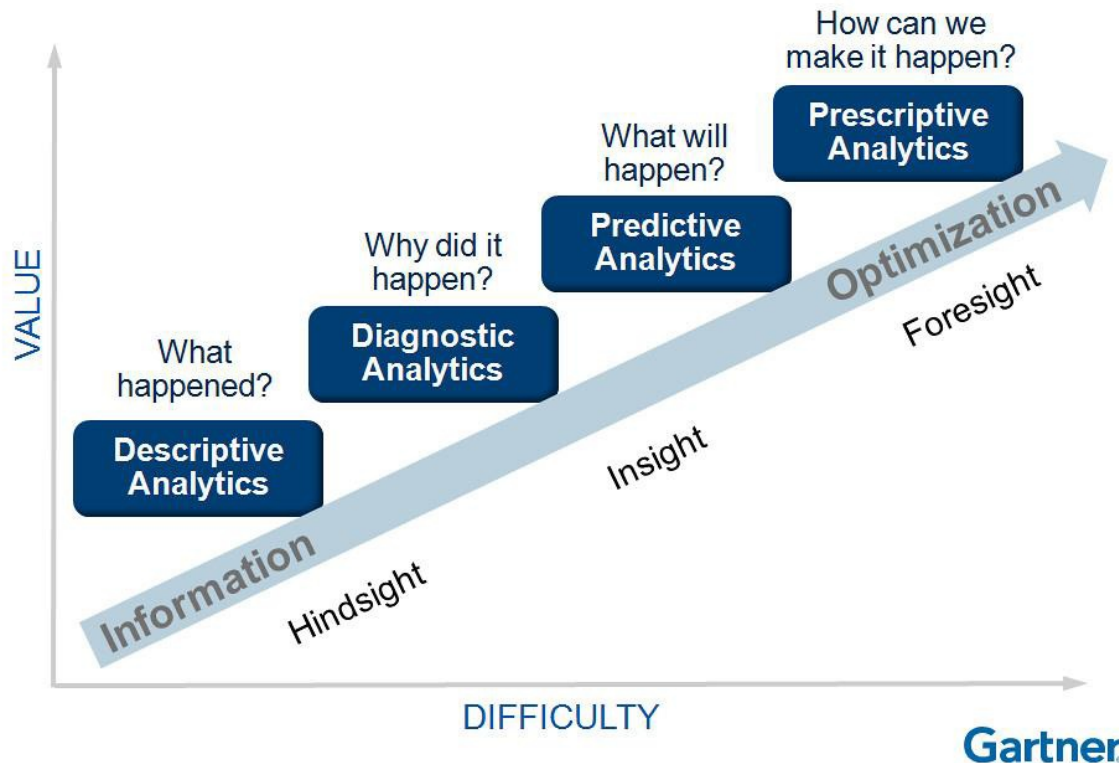 How can we
make it happen?
Prescriptive
Analytics
What will
happen?
Predictive
Analytics
Why did it
happen?
Diagnostic
Analytics
What
happened?
Descriptive
Analytics
VALUE
Information
Optimization
Hindsight
Insight
Foresight
DIFFICULTY
Gartner